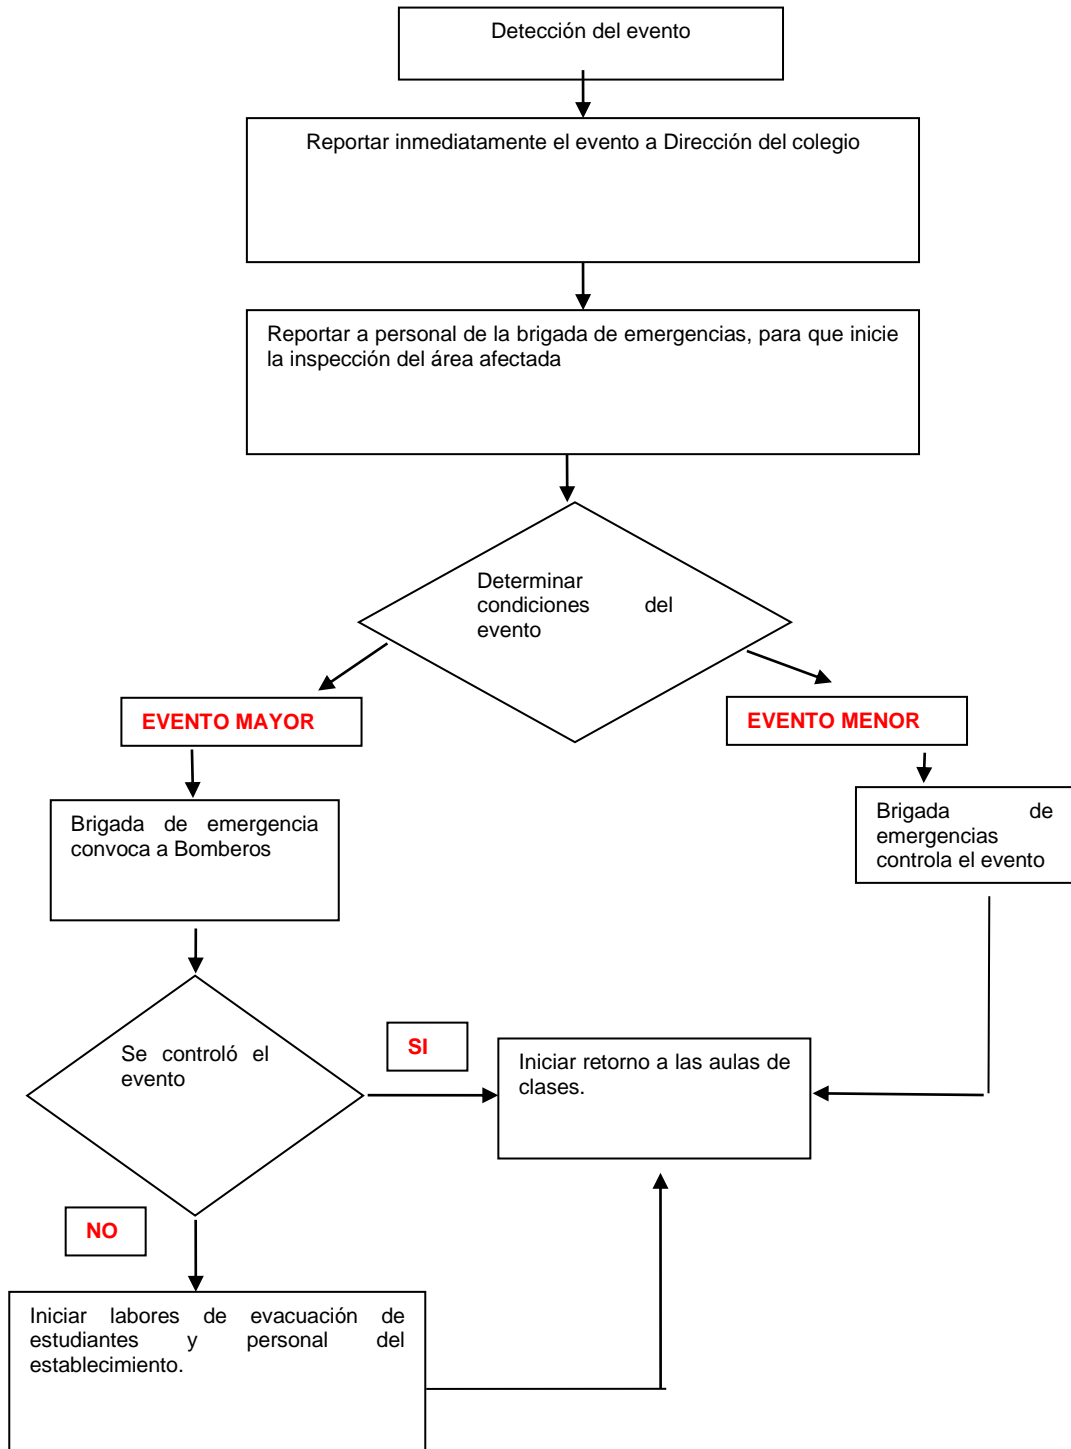 Detección del evento
Reportar inmediatamente el evento a Dirección del colegio
Reportar a personal de la brigada de emergencias, para que inicie
la inspección del área afectada
Determinar
condiciones del
evento
EVENTO MAYOR
EVENTO MENOR
Brigada de emergencia
convoca a Bomberos
Brigada de
emergencias
controla el evento
Se controló el
evento
SI
Iniciar retorno a las aulas de
clases.
NO
Iniciar labores de evacuación de
estudiantes y personal del
establecimiento.